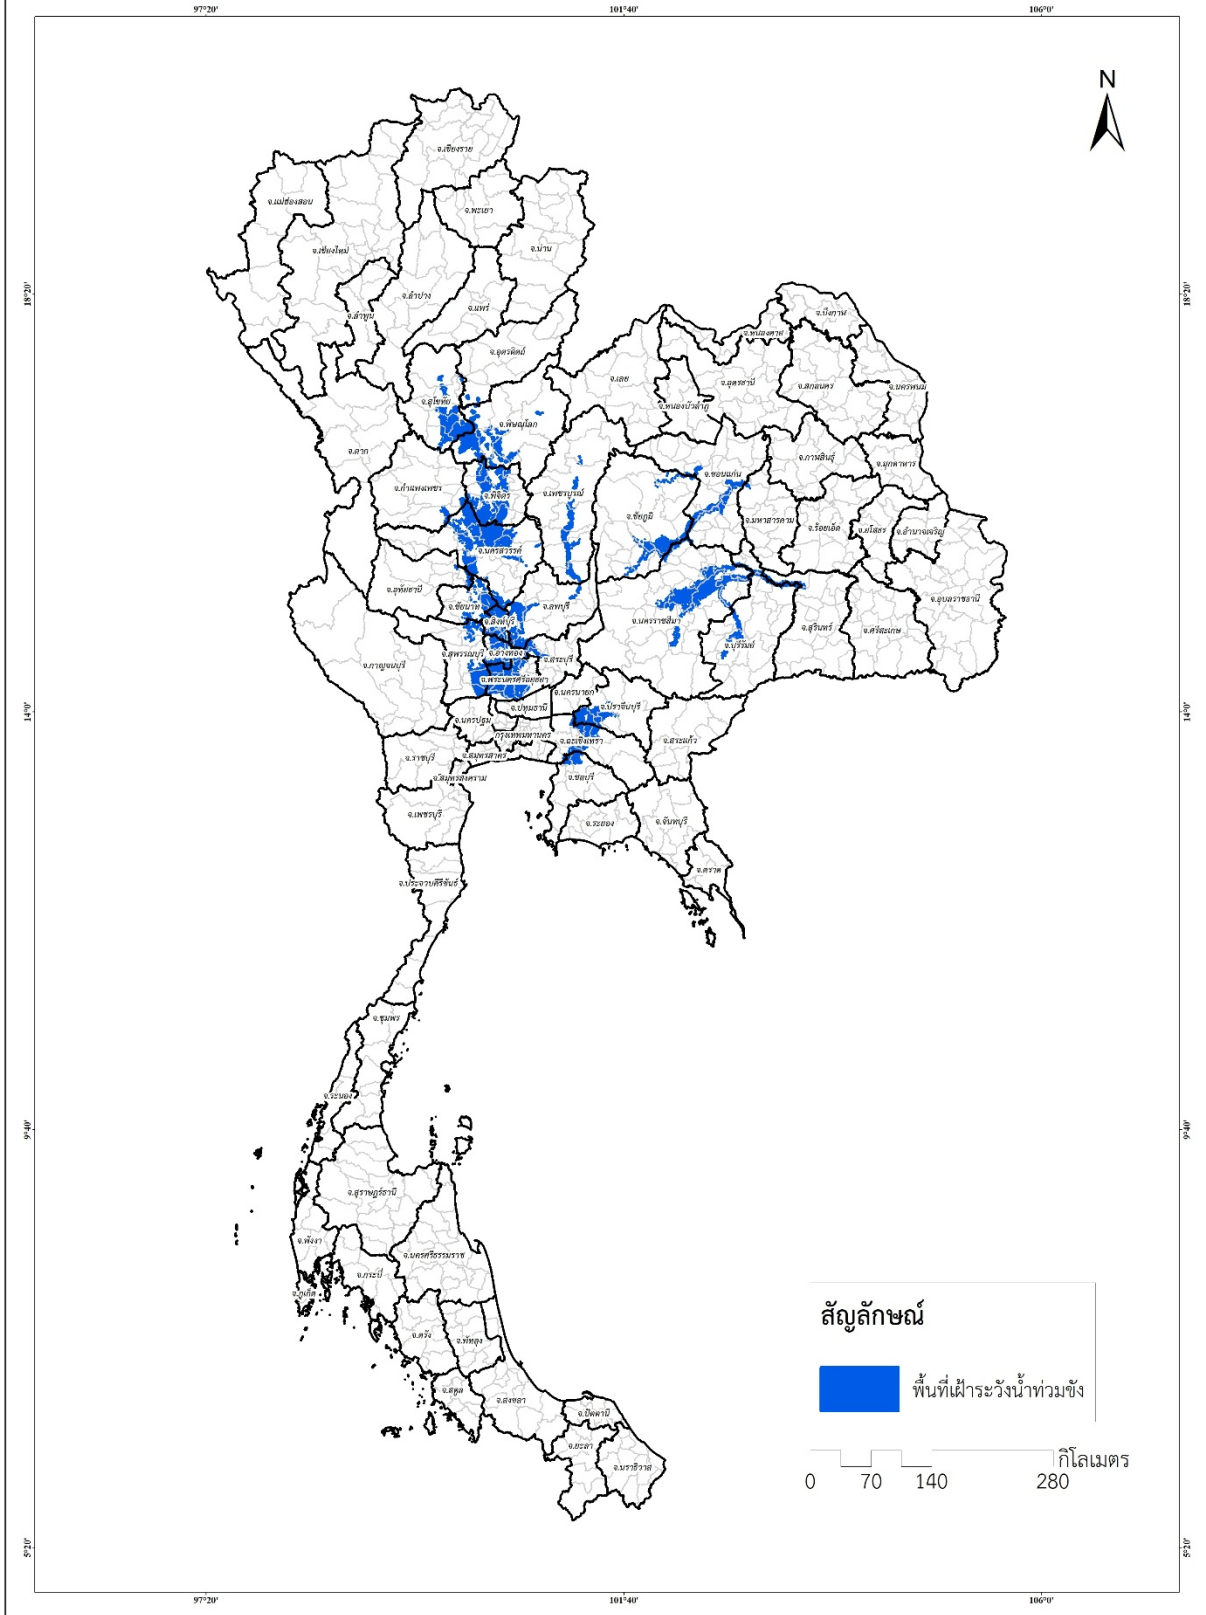 97°20' 101°40' 106°0'
N
จ.เชียงราย
จ.แม่ฮ่องสอน
จ.พะเยา
จ.เชียงใหม่
จ.น่าน
18°20' 18°20'
จ.ลำปาง
จ.แพร่
จ.ลำพูน
จ.บึงกาฬ
จ.หนองคาย
จ.อุตรดิตถ์
จ.เลย
จ.อุดรธานี
จ.สกลนคร
จ.นครพนม
จ.สุโขทัย
จ.หนองบัวลำภู
จ.พิษณุโลก
จ.ตาก
จ.กาฬสินธุ์
จ.มุกดาหาร
จ.ขอนแก่น
จ.กำแพงเพชร
จ.พิจิตร
จ.เพชรบูรณ์
จ.ชัยภูมิ
จ.มหาสารคาม
จ.ร้อยเอ็ด
จ.ยโสธร
จ.อำนาจเจริญ
จ.นครสวรรค์
จ.อุทัยธานี
จ.อุบลราชธานี
จ.ชัยนาท
จ.ลพบุรี
จ.สิงห์บุรี
จ.นครราชสีมา
จ.สุรินทร์
จ.ศรีสะเกษ
จ.บุรีรัมย์
จ.สุพรรณบุรี
จ.อ่างทอง
จ.สระบุรี
จ.กาญจนบุรี
จ.พระนครศรีอยุธยา
จ.นครนายก
จ.ปทุมธานี
จ.ปราจีนบุรี
14°0' 14°0'
จ.นครปฐม
กรุงเทพมหานคร
จ.ฉะเชิงเทรา
จ.สระแก้ว
จ.ราชบุรี
จ.สมุทรสาคร
จ.สมุทรสงคราม
จ.ชลบุรี
จ.เพชรบุรี
จ.ระยอง
จ.จันทบุรี
จ.ตราด
จ.ประจวบคีรีขันธ์
จ.ชุมพร
จ.ระนอง
9°40' 9°40'
จ.สุราษฎร์ธานี
จ.พังงา
จ.นครศรีธรรมราช
จ.กระบี่
จ.ภูเก็ต
จ.ตรัง
จ.พัทลุง
จ.สตูล
จ.สงขลา
จ.ปัตตานี
จ.ยะลา
จ.นราธิวาส
สัญลักษณ์
พื้นที่เฝ้าระวังน้ำท่วมขัง
กิโลเมตร
0 70 140 280
5°20' 5°20'
97°20' 101°40' 106°0'